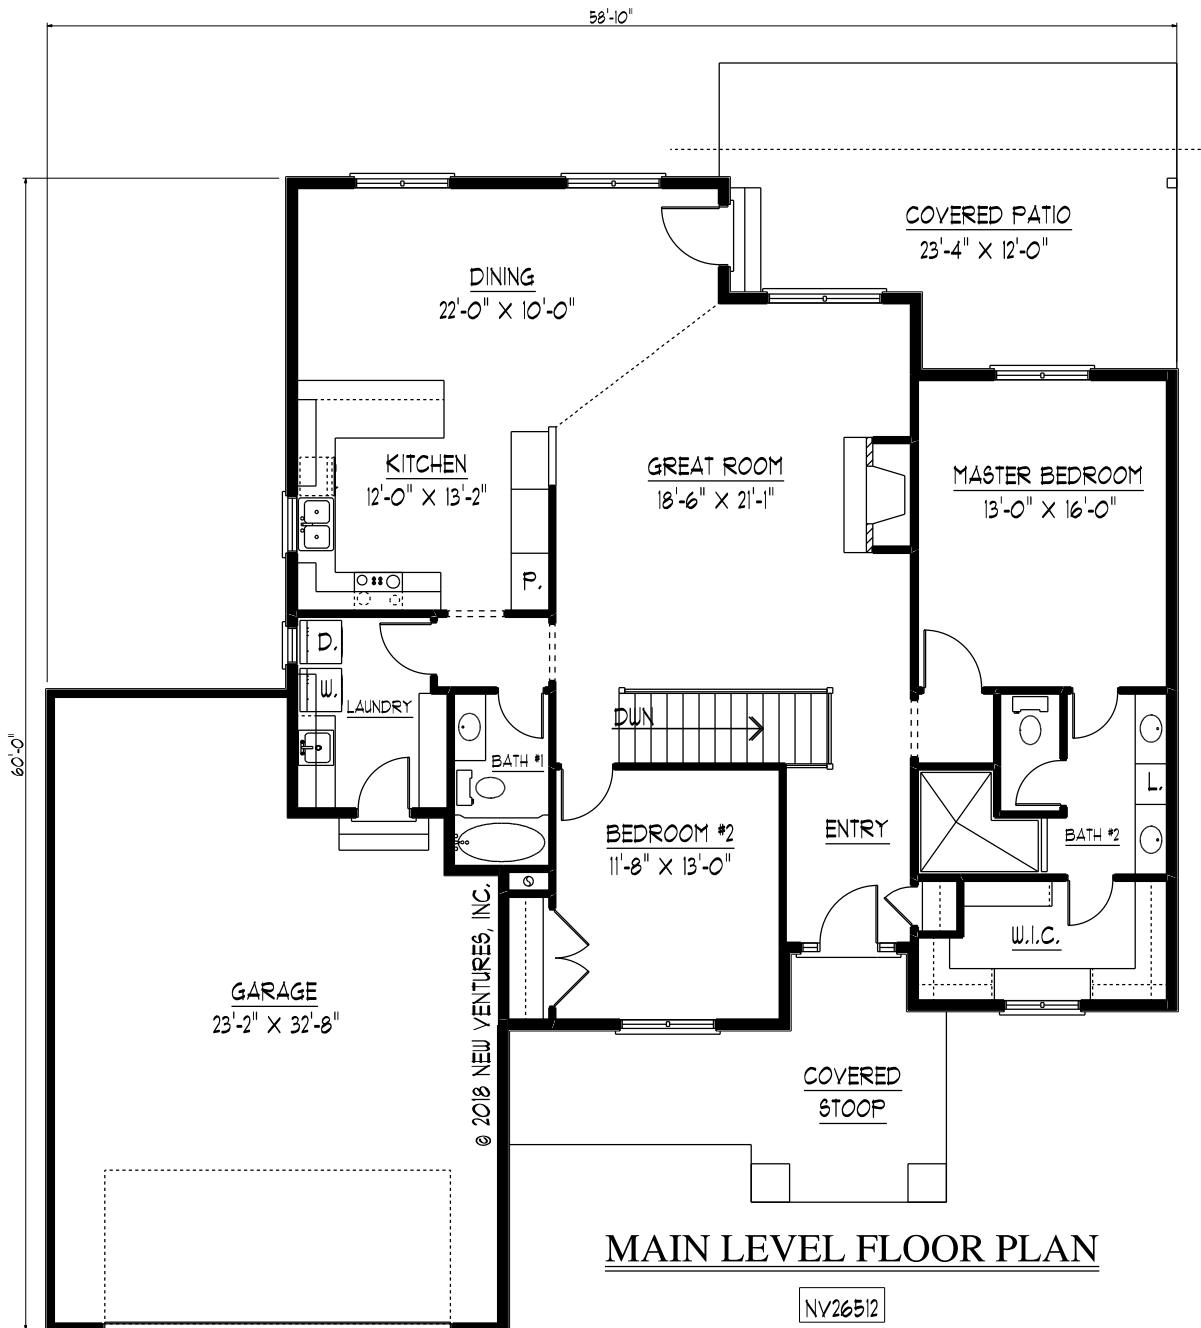 58'-10"
COVERED PATIO
23'-4" X 12'-0"
DINING
22'-0" X 10'-0"
KITCHEN
12'-0" X 13'-2"
GREAT ROOM
18'-6" X 21'-1"
MASTER BEDROOM
13'-0" X 16'-0"
P.
D.
W.
LAUNDRY
DWN
BATH #1
60'-0"
L.
BATH #2
BEDROOM #2
11'-8" X 13'-0"
ENTRY
W.I.C.
GARAGE
23'-2" X 32'-8"
© 2018 NEW VENTURES, INC.
COVERED
STOOP
MAIN LEVEL FLOOR PLAN
NV26512